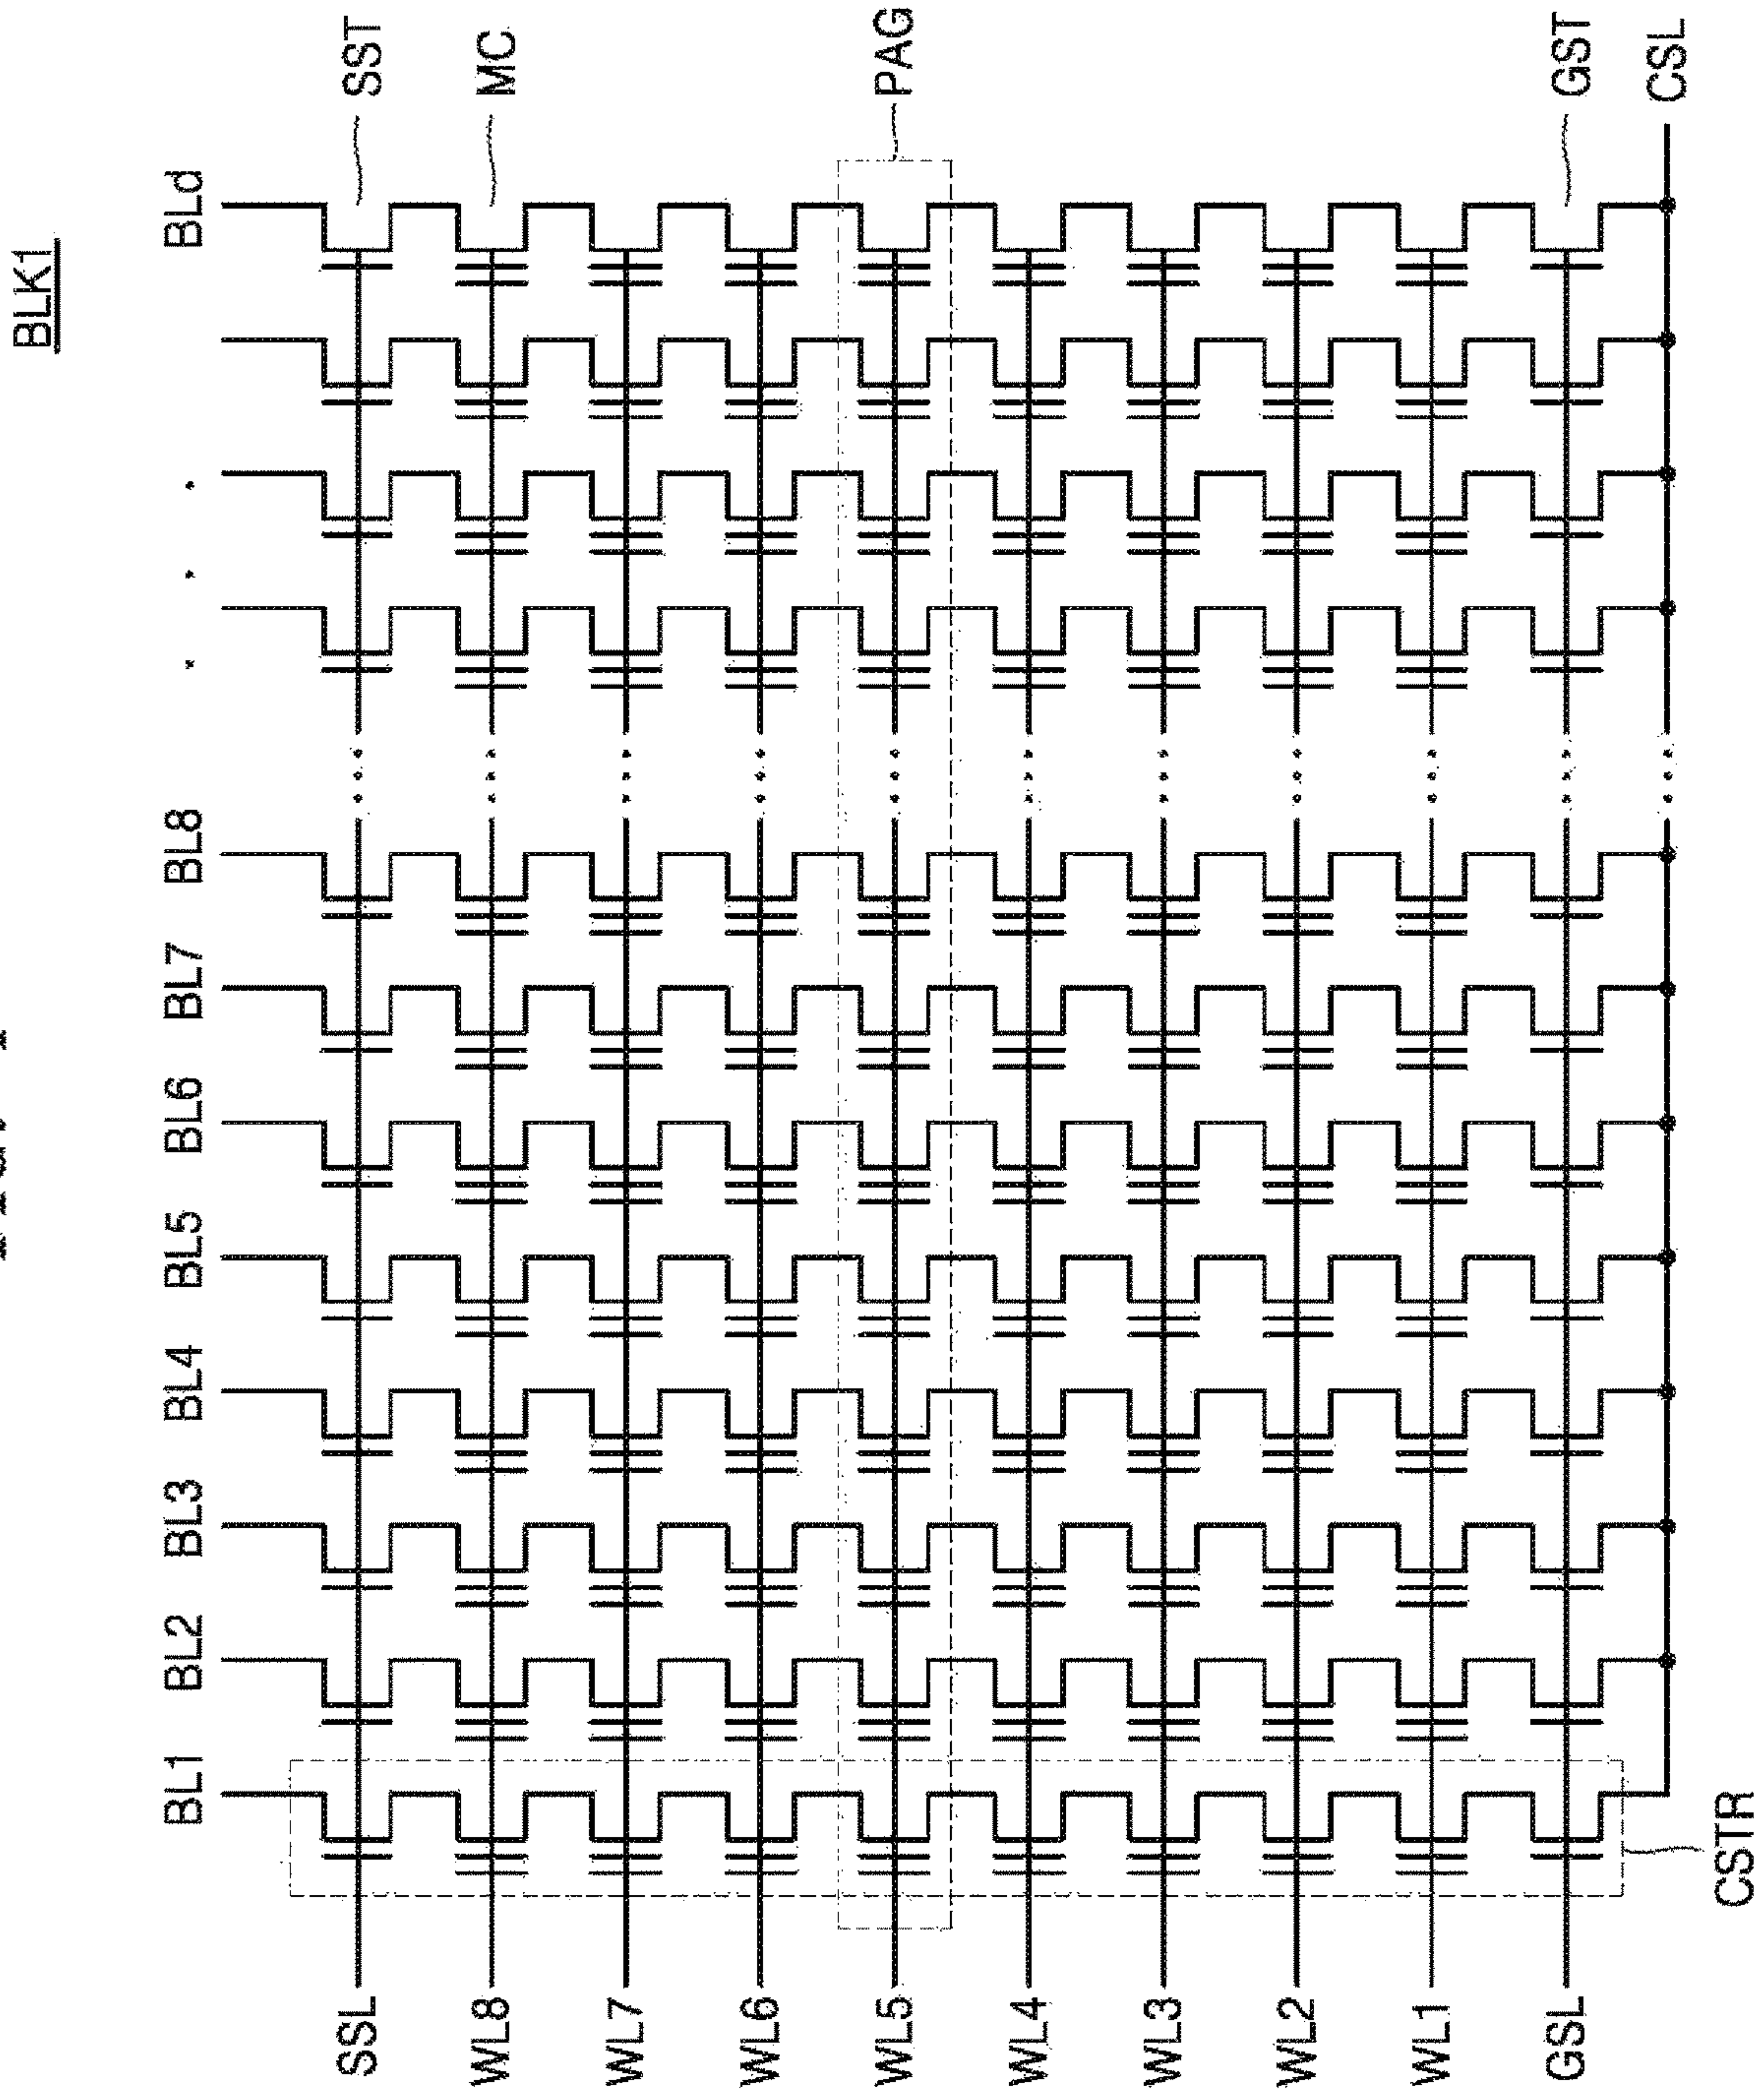 BLK1
BL1 BL2 BL3 BL4 BL5 BL6 BL7 BL8 BLd
SSL SST
WL8 MC
WL7
WL6
WL5 PAG
WL4
WL3
WL2
WL1
GSL GST
CSL
CSTR